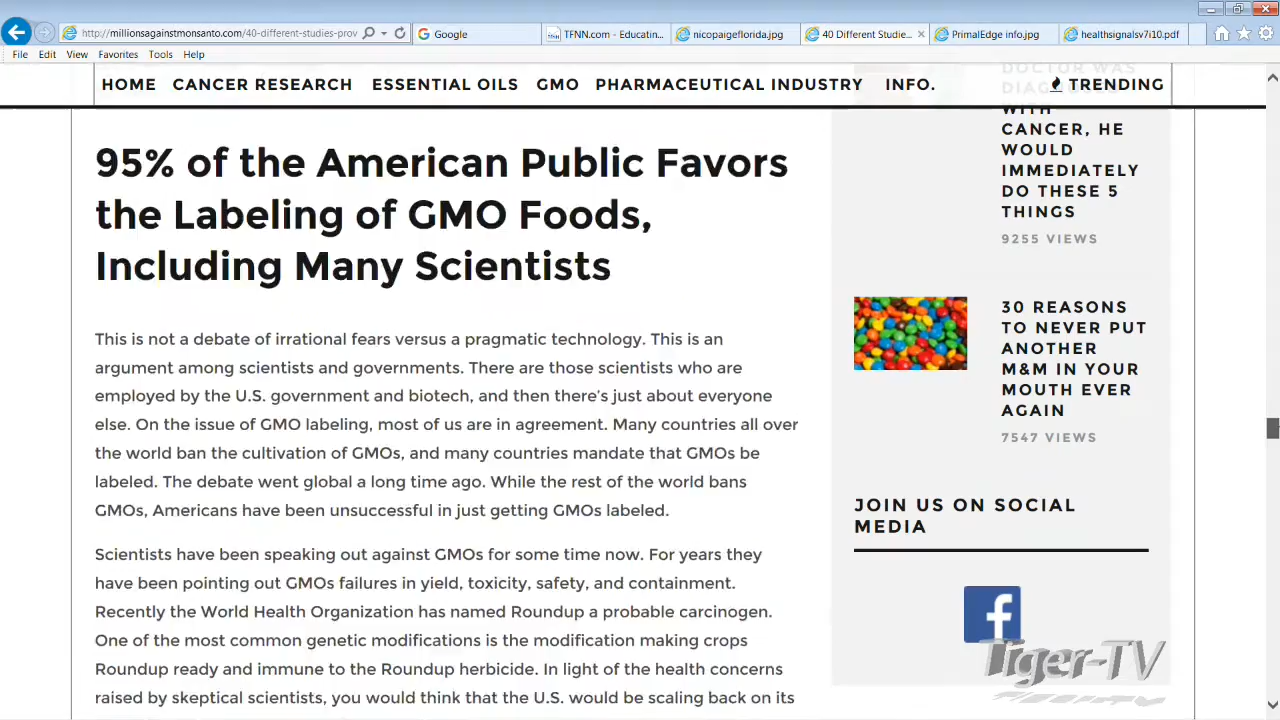 http://millionsagainstmonsanto.com/40-different-studies-prov
Google
TFNN.com - Educatin...
nicopaigeflorida.jpg
40 Different Studie...
PrimalEdge info.jpg
healthsignalsv7i10.pdf
File Edit View Favorites Tools Help
HOME CANCER RESEARCH ESSENTIAL OILS GMO PHARMACEUTICAL INDUSTRY INFO. TRENDING
95% of the American Public Favors
the Labeling of GMO Foods,
Including Many Scientists
This is not a debate of irrational fears versus a pragmatic technology. This is an
argument among scientists and governments. There are those scientists who are
employed by the U.S. government and biotech, and then there's just about everyone
else. On the issue of GMO labeling, most of us are in agreement. Many countries all over
the world ban the cultivation of GMOs, and many countries mandate that GMOs be
labeled. The debate went global a long time ago. While the rest of the world bans
GMOs, Americans have been unsuccessful in just getting GMOs labeled.
Scientists have been speaking out against GMOs for some time now. For years they
have been pointing out GMOs failures in yield, toxicity, safety, and containment.
Recently the World Health Organization has named Roundup a probable carcinogen.
One of the most common genetic modifications is the modification making crops
Roundup ready and immune to the Roundup herbicide. In light of the health concerns
raised by skeptical scientists, you would think that the U.S. would be scaling back on its
DOCTOR WAS
WITH
CANCER, HE
WOULD
IMMEDIATELY
DO THESE 5
THINGS
9255 VIEWS
30 REASONS
TO NEVER PUT
ANOTHER
M&M IN YOUR
MOUTH EVER
AGAIN
7547 VIEWS
JOIN US ON SOCIAL
MEDIA
f
Tiger-TV